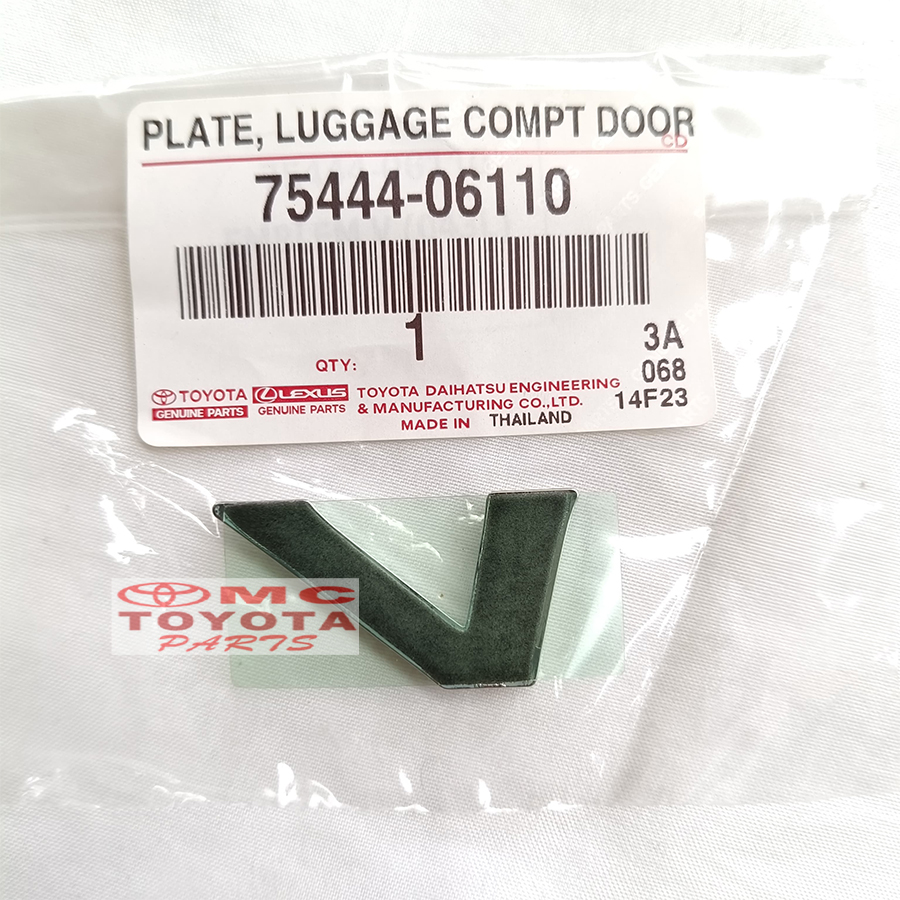 PLATE, LUGGAGE COMPT DOOR
CD
75444-06110
1
QTY:
3A
068
14F23
TOYOTA
GENUINE PARTS
LEXUS
GENUINE PARTS
TOYOTA DAIHATSU ENGINEERING
& MANUFACTURING CO.,LTD.
MADE IN THAILAND
V
MC
TOYOTA
PARTS